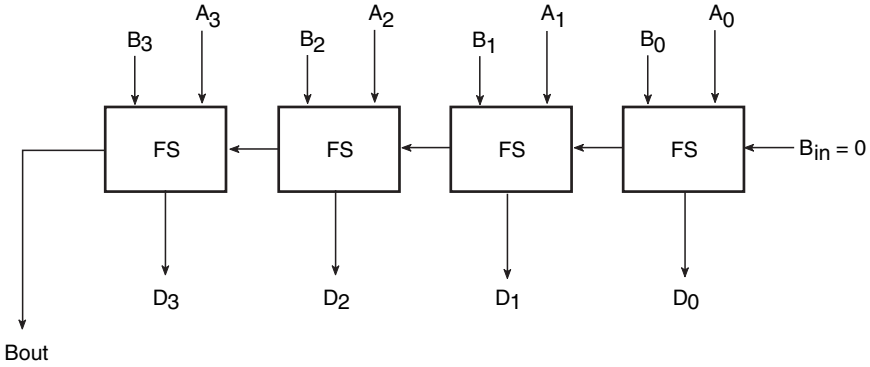 A3 A2 A1 A0
B3 B2 B1 B0
FS FS FS FS Bin = 0
D3 D2 D1 D0
Bout